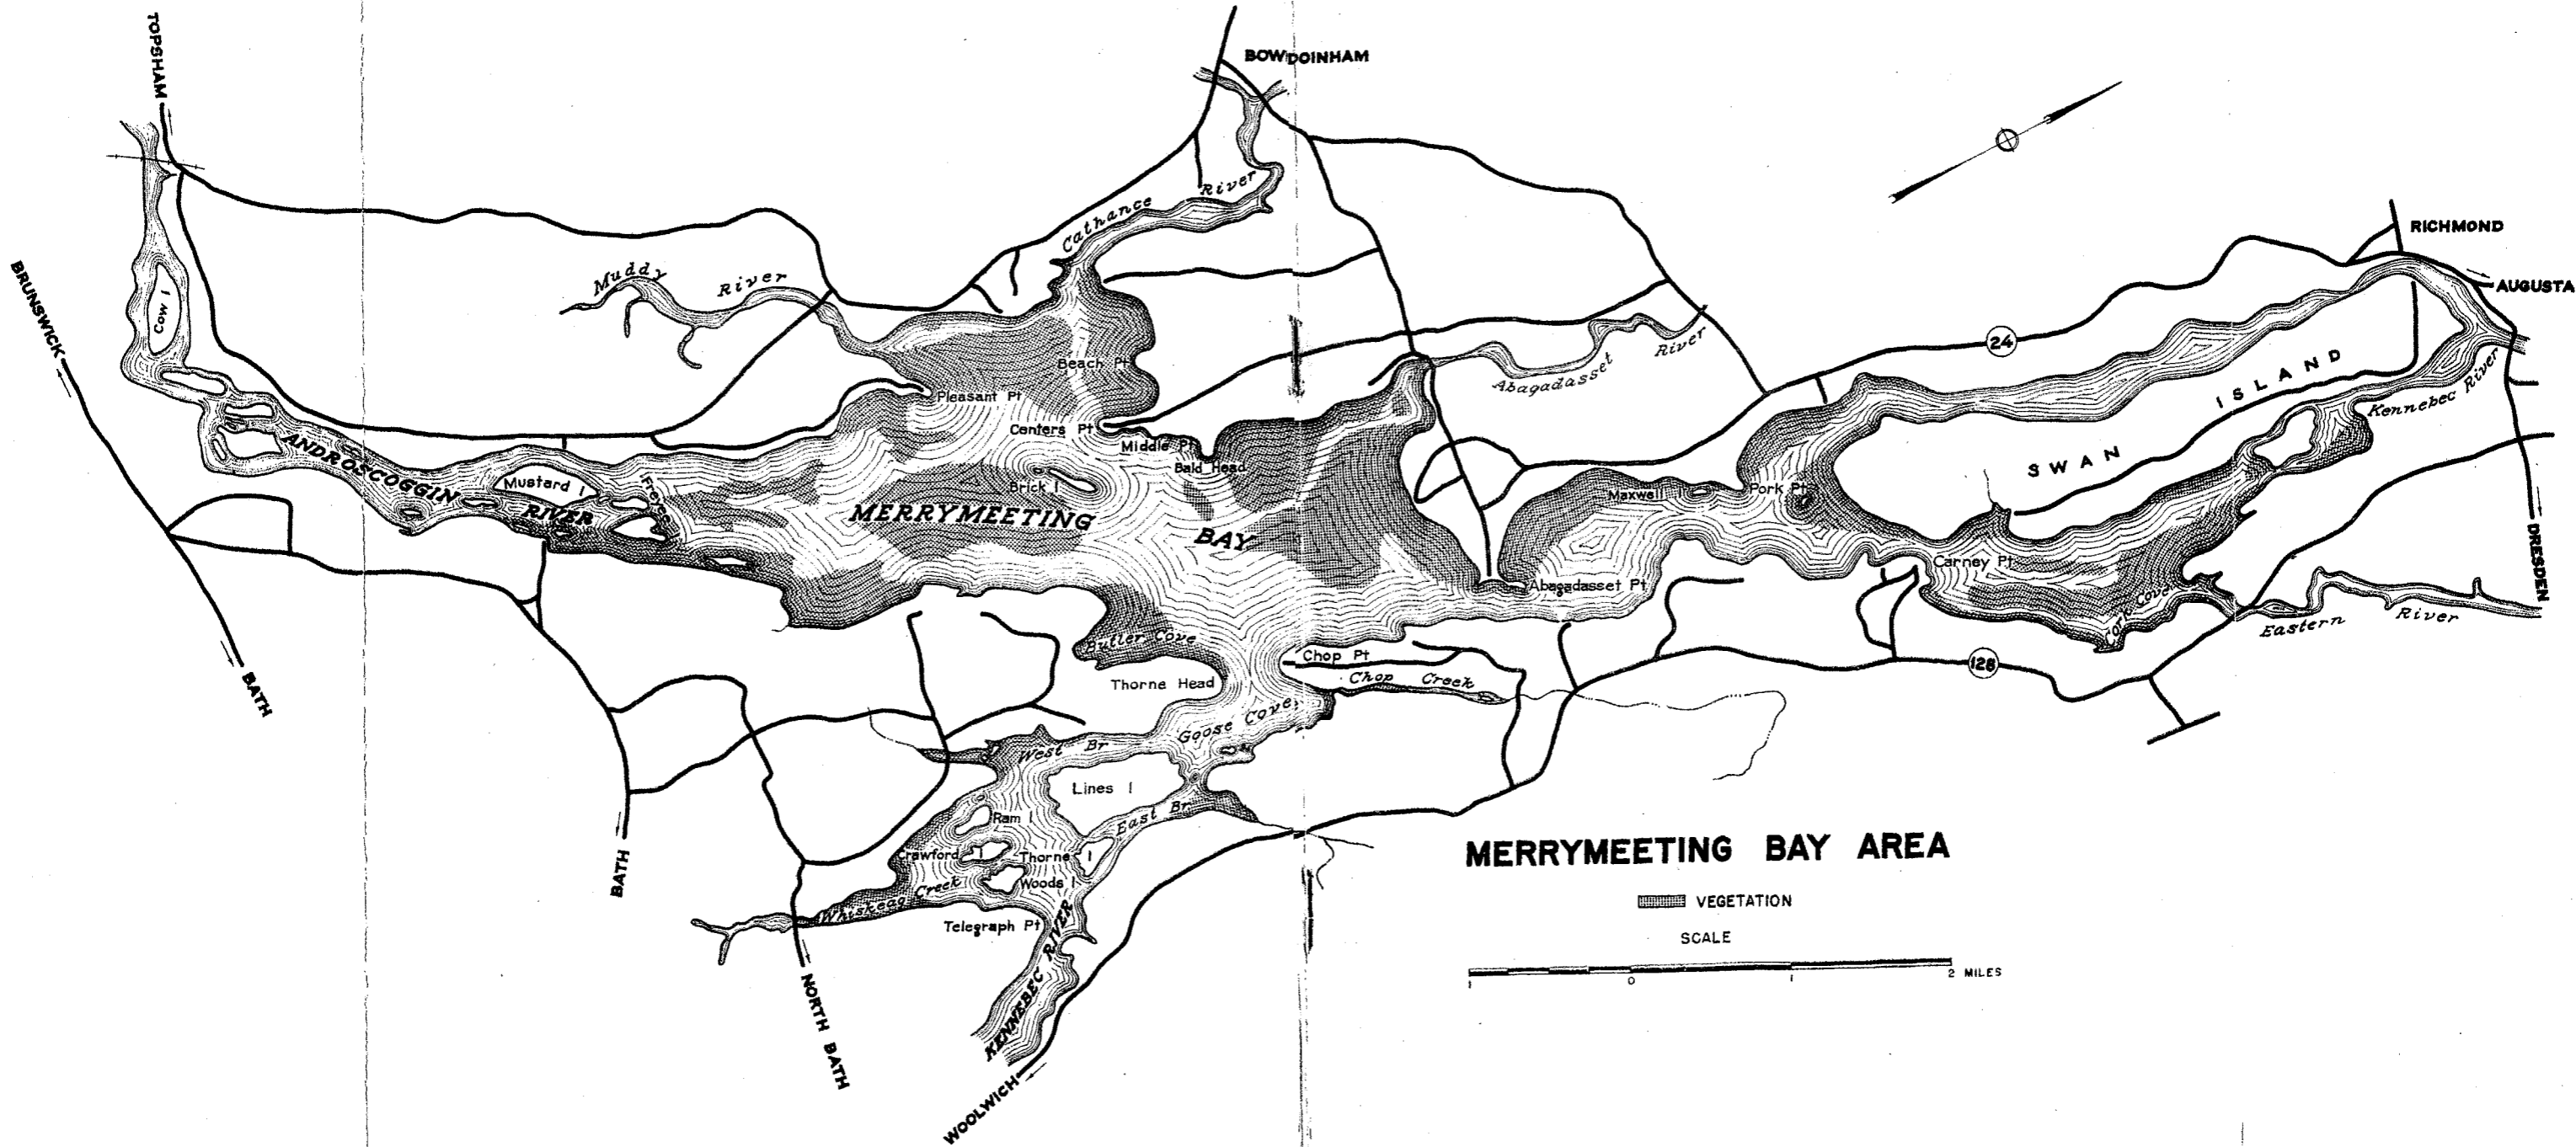 TOPSHAM
BOWDOINHAM
RICHMOND
AUGUSTA
BRUNSWICK
Cow I
Muddy River
Cathance River
Beach Pt
Pleasant Pt
Centers Pt
Middle Pt
Bald Head
Brick I
Abagadasset River
24
SWAN ISLAND
Kennebec River
ANDROSCOGGIN
RIVER
Mustard I
MERRYMEETING
BAY
Maxwell I
Pork Pt
Abagadasset Pt
Carney Pt
Cork Cove
Eastern River
DRESDEN
BATH
Butler Cove
Thorne Head
Chop Pt
Chop Creek
128
Goose Cove
West Br
Lines I
East Br
Ram I
Crawford I
Thorne I
Woods I
Whiskeag Creek
Telegraph Pt
KENNEBEC RIVER
BATH
NORTH BATH
WOOLWICH
MERRYMEETING BAY AREA
VEGETATION
SCALE
1 0 1 2 MILES